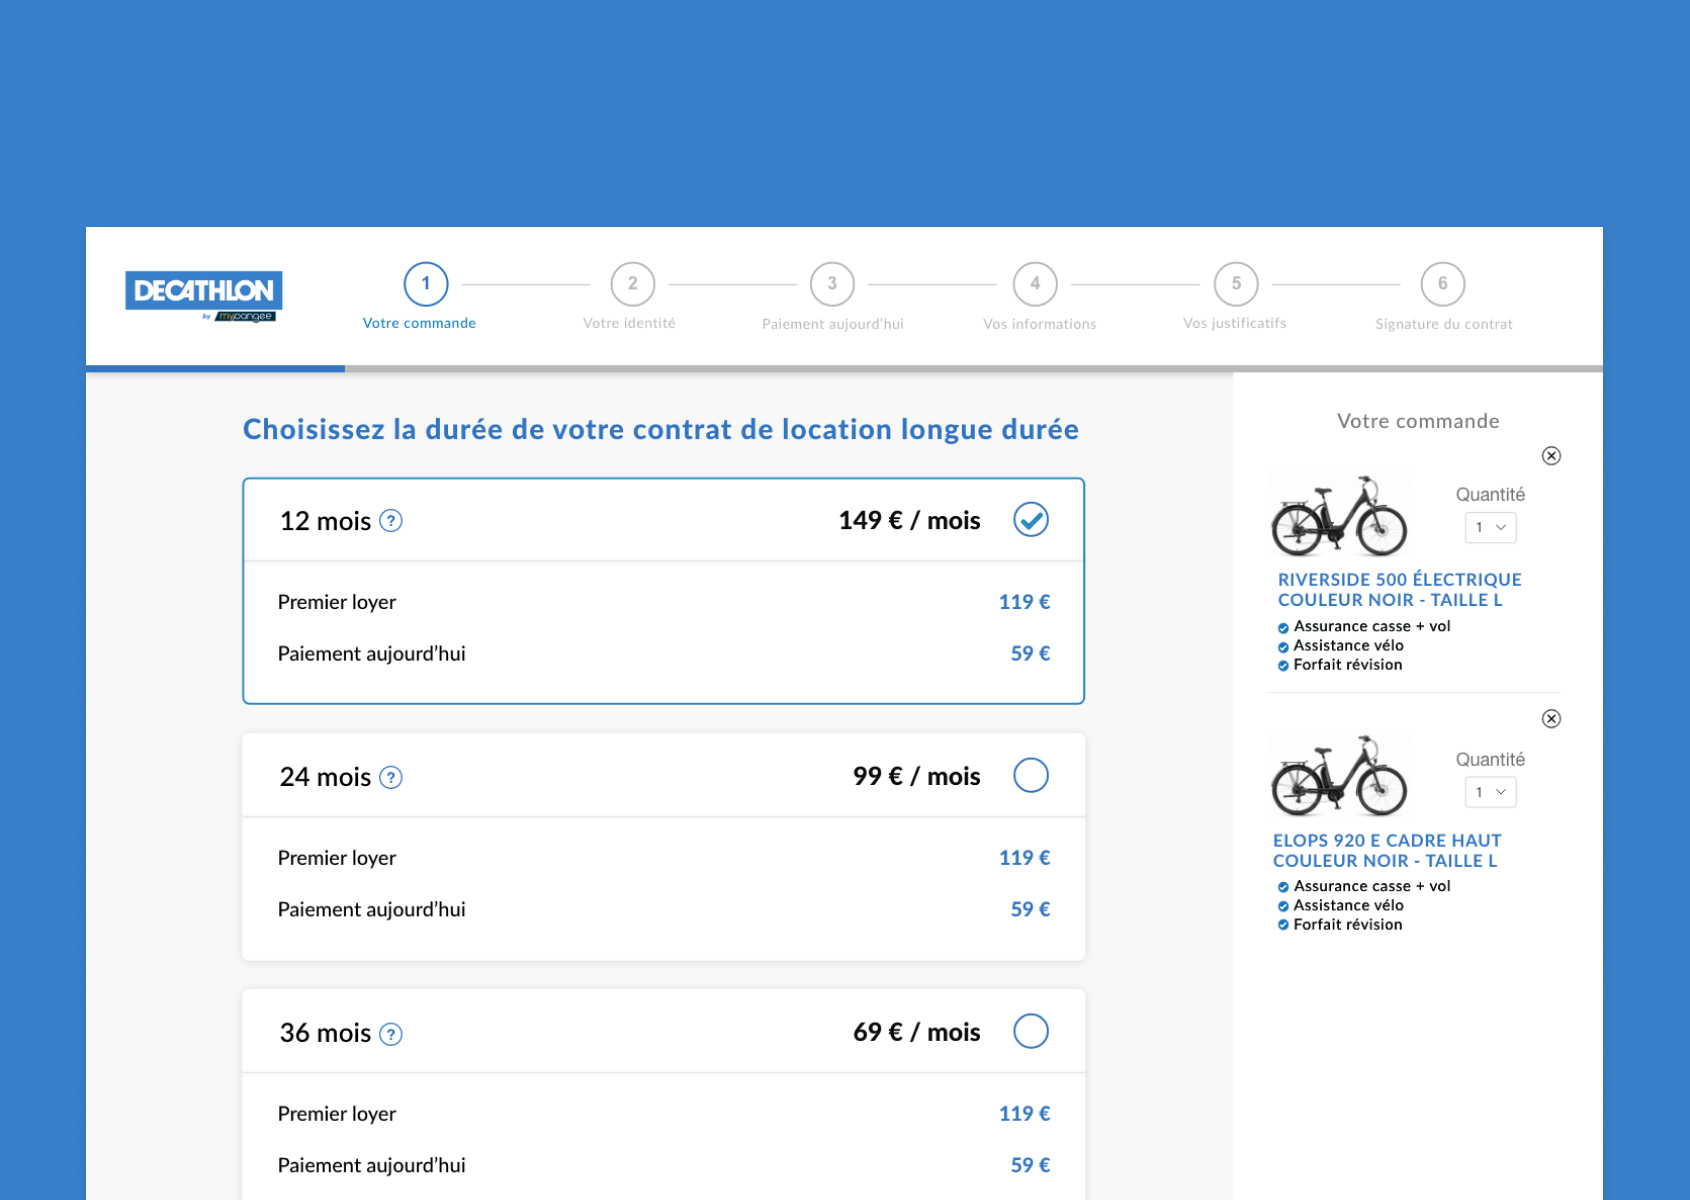 DECATHLON
by mypangee
1
Votre commande
2
Votre identité
3
Paiement aujourd'hui
4
Vos informations
5
Vos justificatifs
6
Signature du contrat
Choisissez la durée de votre contrat de location longue durée
12 mois ?
149 € / mois
Premier loyer
119 €
Paiement aujourd’hui
59 €
24 mois ?
99 € / mois
Premier loyer
119 €
Paiement aujourd’hui
59 €
36 mois ?
69 € / mois
Premier loyer
119 €
Paiement aujourd’hui
59 €
Votre commande
Quantité
1
RIVERSIDE 500 ÉLECTRIQUE
COULEUR NOIR - TAILLE L
Assurance casse + vol
Assistance vélo
Forfait révision
Quantité
1
ELOPS 920 E CADRE HAUT
COULEUR NOIR - TAILLE L
Assurance casse + vol
Assistance vélo
Forfait révision